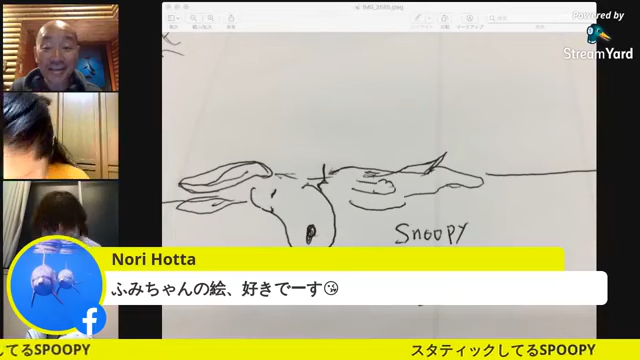 Powered by
StreamYard
SNOOPY
Nori Hotta
ふみちゃんの絵、好きでーす😘
してるSPOOPY
スタティックしてるSPOOPY